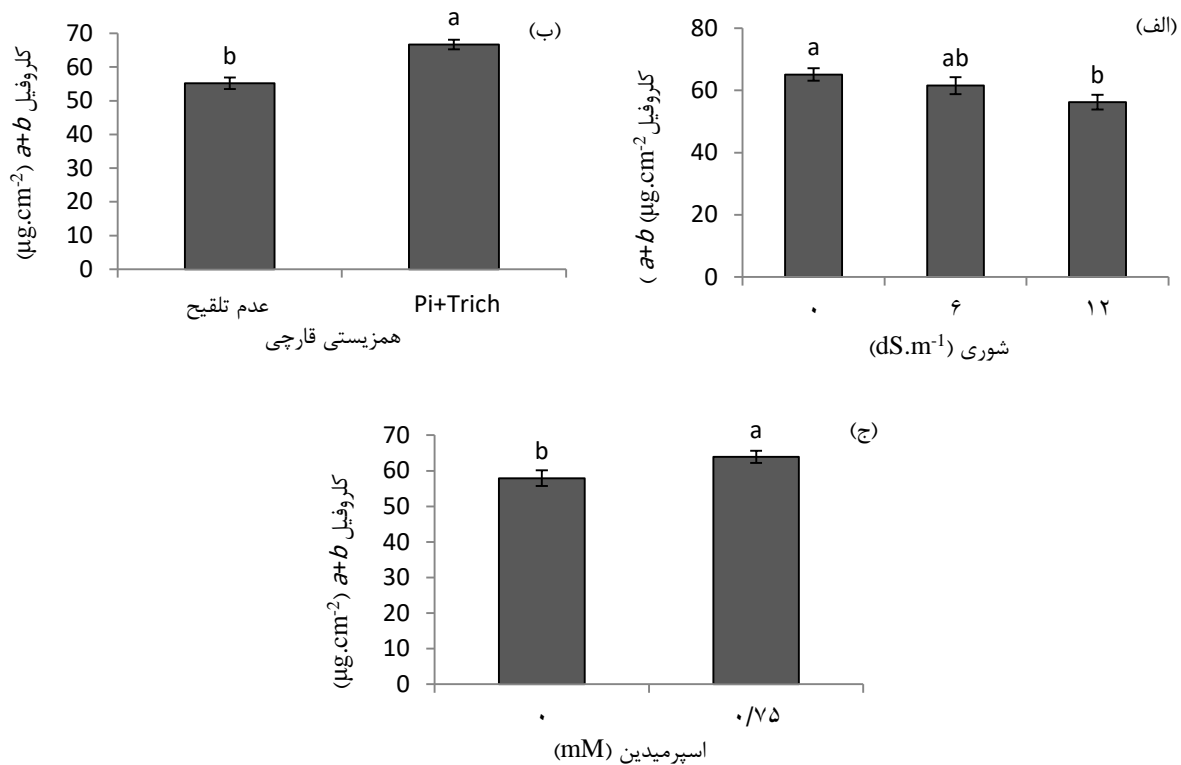 (الف)
کلروفیل a+b (µg.cm-2 )
80
60
40
20
0
a
ab
b
۰
۶
۱۲
شوری (dS.m-1)
(ب)
کلروفیل a+b (µg.cm-2)
70
60
50
40
30
20
10
0
b
a
عدم تلقیح
Pi+Trich
همزیستی قارچی
(ج)
کلروفیل a+b (µg.cm-2)
70
60
50
40
30
20
10
0
b
a
۰
۰/۷۵
اسپرمیدین (mM)